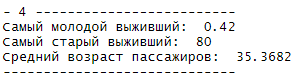 - 4 -------------------------
Самый молодой выживший:  0.42
Самый старый выживший:  80
Средний возраст пассажиров:  35.3682
-----------------------------